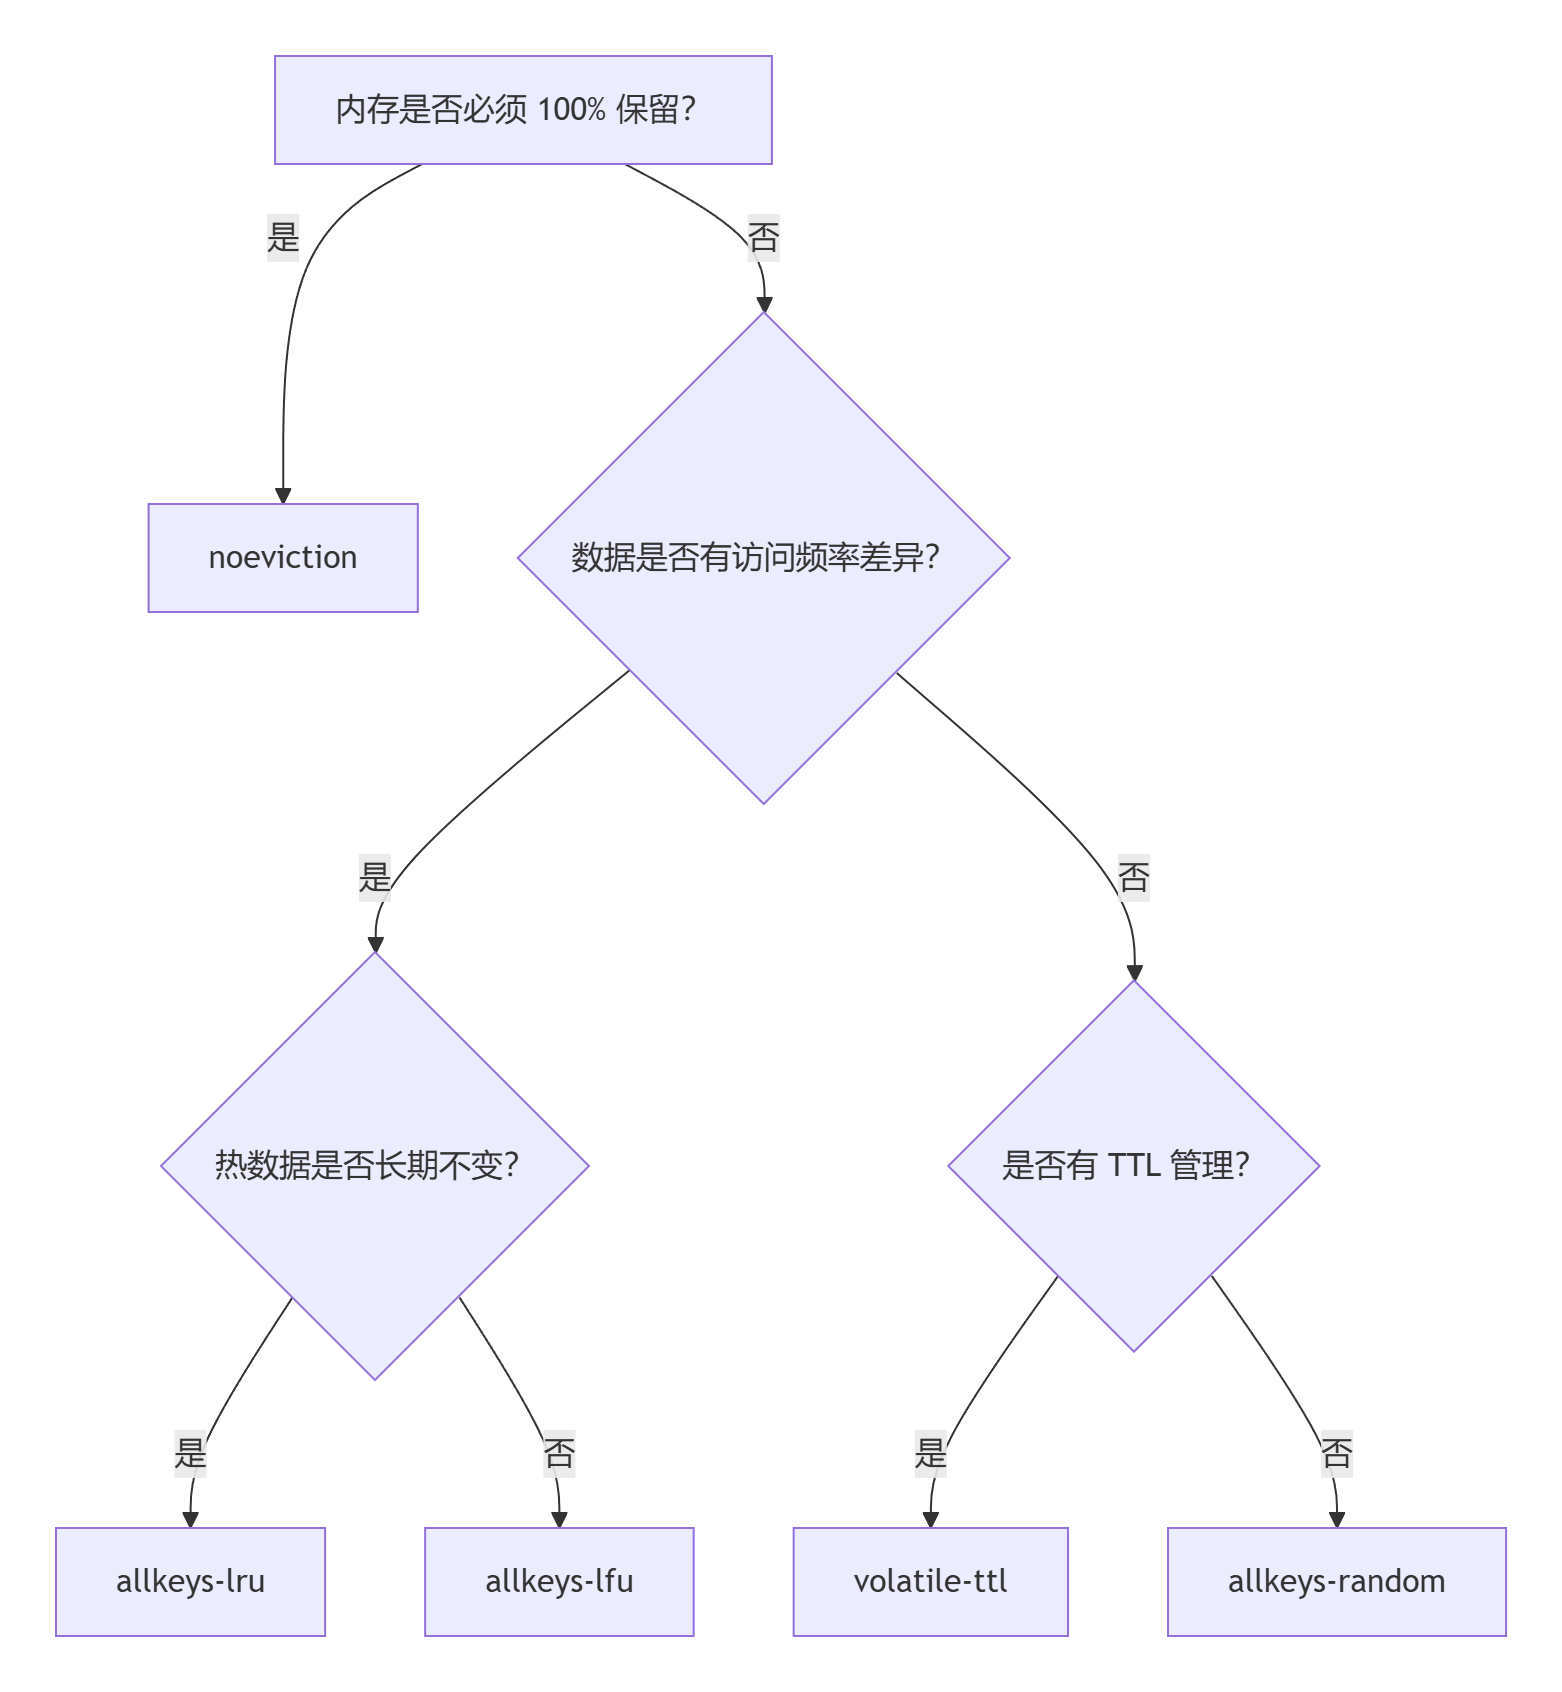 内存是否必须 100% 保留？
是
否
noeviction
数据是否有访问频率差异？
是
否
热数据是否长期不变？
是否有 TTL 管理？
是
否
是
否
allkeys-lru
allkeys-lfu
volatile-ttl
allkeys-random